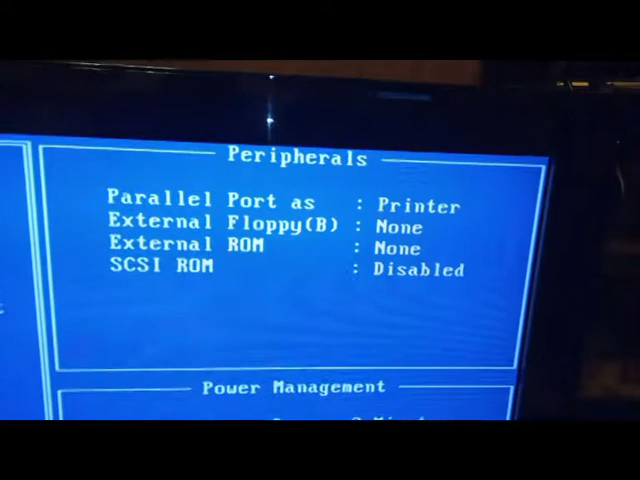 Peripherals
Parallel Port as : Printer
External Floppy(B) : None
External ROM : None
SCSI ROM : Disabled
Power Management